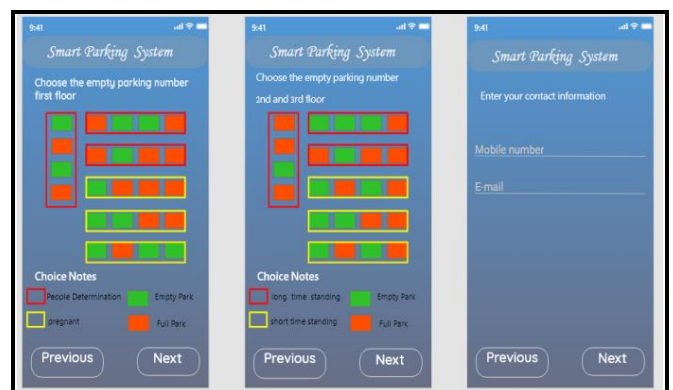 9:41
Smart Parking System
Choose the empty parking number
first floor
Choice Notes
People Determination
Empty Park
pregnant
Full Park
Previous
Next
9:41
Smart Parking System
Choose the empty parking number
2nd and 3rd floor
Choice Notes
long time standing
Empty Park
short time standing
Full Park
Previous
Next
9:41
Smart Parking System
Enter your contact information
Mobile number
E-mail
Previous
Next